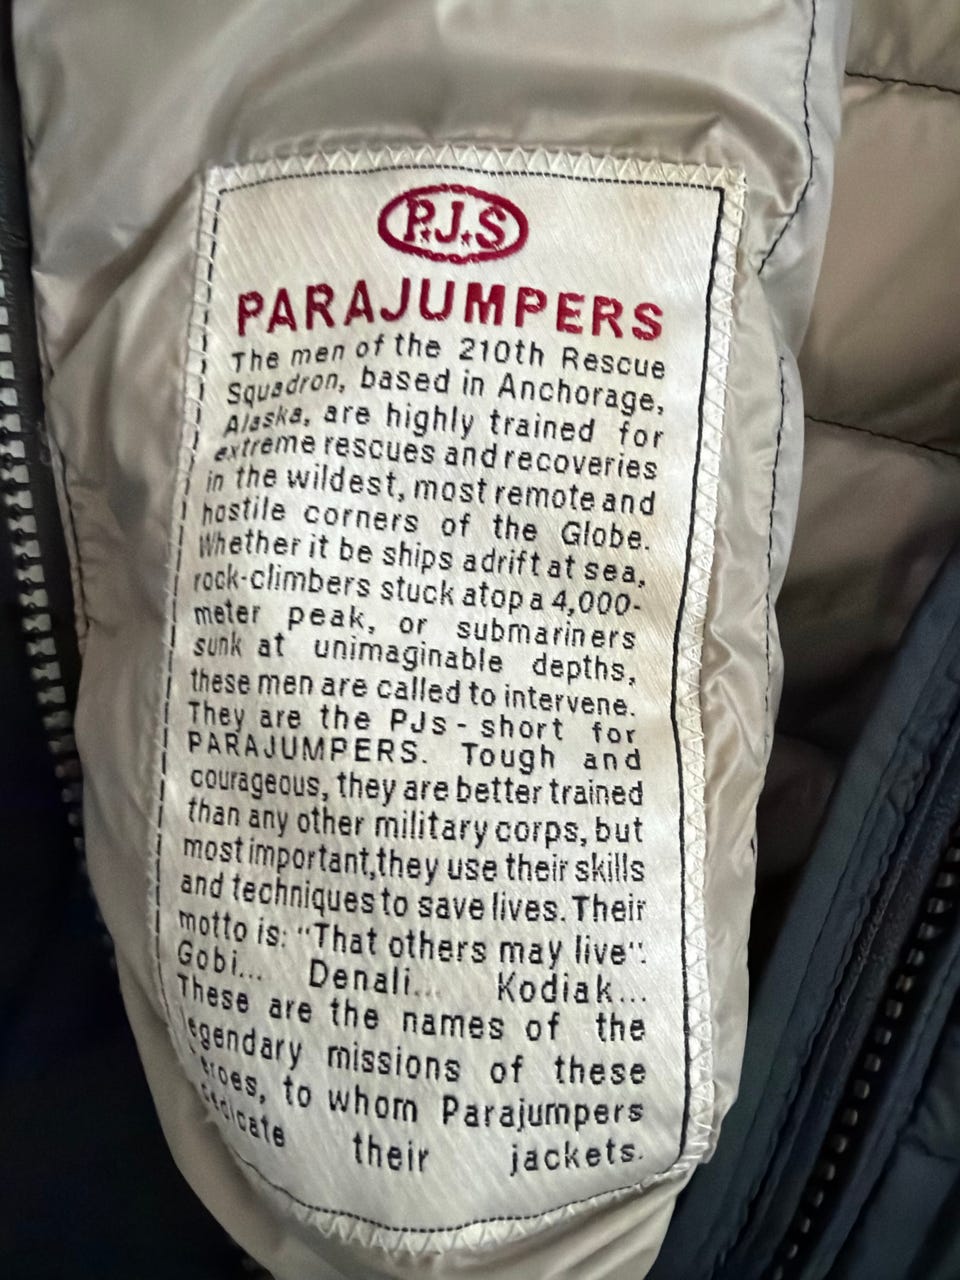 P.J.S
PARAJUMPERS
The men of the 210th Rescue
Squadron, based in Anchorage,
Alaska, are highly trained for
extreme rescues and recoveries
in the wildest, most remote and
hostile corners of the Globe.
Whether it be ships adrift at sea,
rock-climbers stuck atop a 4,000-
meter peak, or submariners
sunk at unimaginable depths,
these men are called to intervene.
They are the PJs - short for
PARAJUMPERS. Tough and
courageous, they are better trained
than any other military corps, but
most important, they use their skills
and techniques to save lives. Their
motto is: "That others may live":
Gobi... Denali... Kodiak...
These are the names of the
legendary missions of these
heroes, to whom Parajumpers
dedicate their jackets.